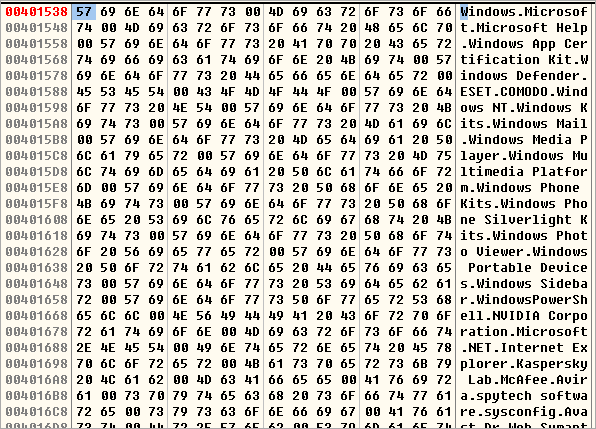 00401538 57 69 6E 64 6F 77 73 00 4D 69 63 72 6F 73 6F 66 Windows.Microsof
00401548 74 00 4D 69 63 72 6F 73 6F 66 74 20 48 65 6C 70 t.Microsoft Help
00401558 00 57 69 6E 64 6F 77 73 20 41 70 70 20 43 65 72 .Windows App Cer
00401568 74 69 66 69 63 61 74 69 6F 6E 20 4B 69 74 00 57 tification Kit.W
00401578 69 6E 64 6F 77 73 20 44 65 66 65 6E 64 65 72 00 indows Defender.
00401588 45 53 45 54 00 43 4F 4D 4F 44 4F 00 57 69 6E 64 ESET.COMODO.Wind
00401598 6F 77 73 20 4E 54 00 57 69 6E 64 6F 77 73 20 4B ows NT.Windows K
004015A8 69 74 73 00 57 69 6E 64 6F 77 73 20 4D 61 69 6C its.Windows Mail
004015B8 00 57 69 6E 64 6F 77 73 20 4D 65 64 69 61 20 50 .Windows Media P
004015C8 6C 61 79 65 72 00 57 69 6E 64 6F 77 73 20 4D 75 layer.Windows Mu
004015D8 6C 74 69 6D 65 64 69 61 20 50 6C 61 74 66 6F 72 ltimedia Platfor
004015E8 6D 00 57 69 6E 64 6F 77 73 20 50 68 6F 6E 65 20 m.Windows Phone
004015F8 4B 69 74 73 00 57 69 6E 64 6F 77 73 20 50 68 6F Kits.Windows Pho
00401608 6E 65 20 53 69 6C 76 65 72 6C 69 67 68 74 20 4B ne Silverlight K
00401618 69 74 73 00 57 69 6E 64 6F 77 73 20 50 68 6F 74 its.Windows Phot
00401628 6F 20 56 69 65 77 65 72 00 57 69 6E 64 6F 77 73 o Viewer.Windows
00401638 20 50 6F 72 74 61 62 6C 65 20 44 65 76 69 63 65 Portable Device
00401648 73 00 57 69 6E 64 6F 77 73 20 53 69 64 65 62 61 s.Windows Sideba
00401658 72 00 57 69 6E 64 6F 77 73 50 6F 77 65 72 53 68 r.WindowsPowerSh
00401668 65 6C 6C 00 4E 56 49 44 49 41 20 43 6F 72 70 6F ell.NVIDIA Corpo
00401678 72 61 74 69 6F 6E 00 4D 69 63 72 6F 73 6F 66 74 ration.Microsoft
00401688 2E 4E 45 54 00 49 6E 74 65 72 6E 65 74 20 45 78 .NET.Internet Ex
00401698 70 6C 6F 72 65 72 00 4B 61 73 70 65 72 73 6B 79 plorer.Kaspersky
004016A8 20 4C 61 62 00 4D 63 41 66 65 65 00 41 76 69 72 Lab.McAfee.Avir
004016B8 61 00 73 70 79 74 65 63 68 20 73 6F 66 74 77 61 a.spytech softwa
004016C8 72 65 00 73 79 73 63 6F 6E 66 69 67 00 41 76 61 re.sysconfig.Ava
004016D8 73 74 00 44 72 2E 57 65 62 00 53 79 6D 61 6E 74 st.Dr.Web.Symant